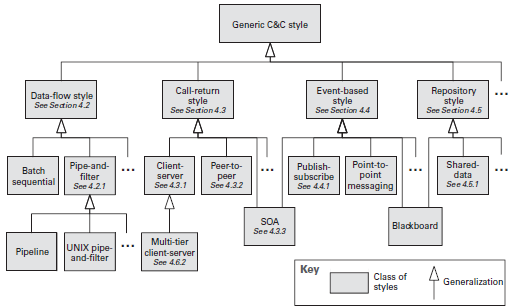 Generic C&C style
Data-flow style
See Section 4.2
Call-return
style
See Section 4.3
Event-based
style
See Section 4.4
Repository
style
See Section 4.5
...
Batch
sequential
Pipe-and-
filter
See 4.2.1
...
Client-
server
See 4.3.1
Peer-to-
peer
See 4.3.2
...
Publish-
subscribe
See 4.4.1
Point-to-
point
messaging
...
Shared-
data
See 4.5.1
...
SOA
See 4.3.3
Blackboard
Pipeline
UNIX pipe-
and-filter
...
Multi-tier
client-server
See 4.6.2
Key
Class of
styles
Generalization